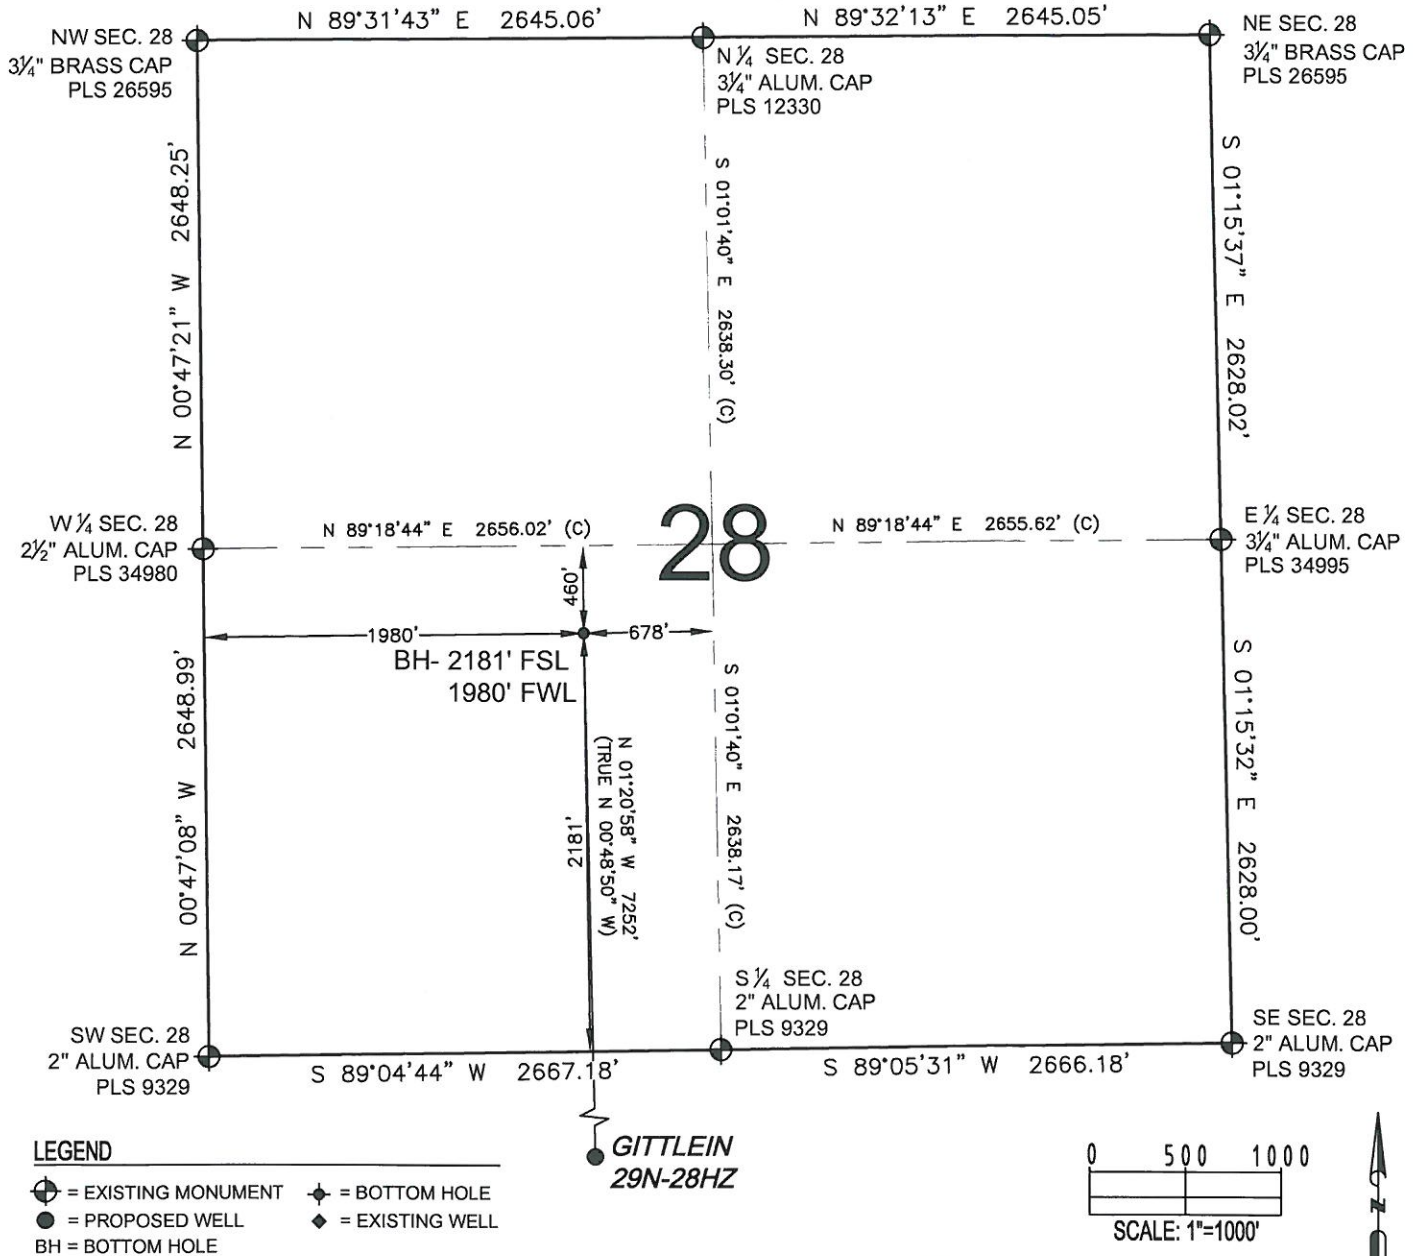 N 89°31'43" E 2645.06'
N 89°32'13" E 2645.05'
NW SEC. 28
3¼" BRASS CAP
PLS 26595
N ¼ SEC. 28
3¼" ALUM. CAP
PLS 12330
NE SEC. 28
3¼" BRASS CAP
PLS 26595
N 00°47'21" W 2648.25'
S 01°01'40" E 2638.30' (C)
S 01°15'37" E 2628.02'
W ¼ SEC. 28
2½" ALUM. CAP
PLS 34980
N 89°18'44" E 2656.02' (C)
28
N 89°18'44" E 2655.62' (C)
E ¼ SEC. 28
3¼" ALUM. CAP
PLS 34995
460'
1980'
678'
BH- 2181' FSL
1980' FWL
N 00°47'08" W 2648.99'
2181'
N 01°20'58" W 7252'
(TRUE N 00°48'50" W)
S 01°01'40" E 2638.17' (C)
S 01°15'32" E 2628.00'
SW SEC. 28
2" ALUM. CAP
PLS 9329
S ¼ SEC. 28
2" ALUM. CAP
PLS 9329
SE SEC. 28
2" ALUM. CAP
PLS 9329
S 89°04'44" W 2667.18'
S 89°05'31" W 2666.18'
GITTLEIN
29N-28HZ
LEGEND
= EXISTING MONUMENT
= BOTTOM HOLE
= PROPOSED WELL
= EXISTING WELL
BH = BOTTOM HOLE
0 500 1000
SCALE: 1"=1000'
N